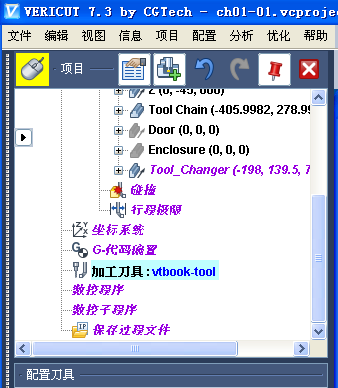 VERICUT 7.3 by CGTech - ch01-01.vcproje
文件 编辑 视图 信息 项目 配置 分析 优化 帮助
项目
Z (0, -45, 600)
Tool Chain (-405.9982, 278.99
Door (0, 0, 0)
Enclosure (0, 0, 0)
Tool_Changer (-198, 139.5, 7
碰撞
行程极限
坐标系统
G-代码偏置
加工刀具 : vtbook-tool
数控程序
数控子程序
保存过程文件
配置刀具